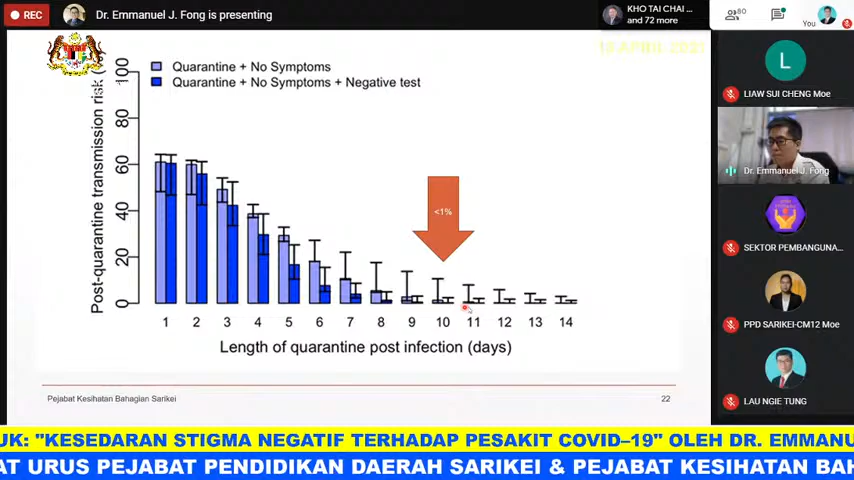 REC
Dr. Emmanuel J. Fong is presenting
KHO TAI CHAI ...
and 72 more
80
You
Quarantine + No Symptoms
Quarantine + No Symptoms + Negative test
Post-quarantine transmission risk (
0 20 40 60 80 100
<1%
1 2 3 4 5 6 7 8 9 10 11 12 13 14
Length of quarantine post infection (days)
Pejabat Kesihatan Bahagian Sarikei
22
L
LIAW SUI CHENG Moe
Dr. Emmanuel J. Fong
SEKTOR PEMBANGUNA...
PPD SARIKEI-CM12 Moe
LAU NGIE TUNG
UK: "KESEDARAN STIGMA NEGATIF TERHADAP PESAKIT COVID–19" OLEH DR. EMMANU
AT URUS PEJABAT PENDIDIKAN DAERAH SARIKEI & PEJABAT KESIHATAN BAH